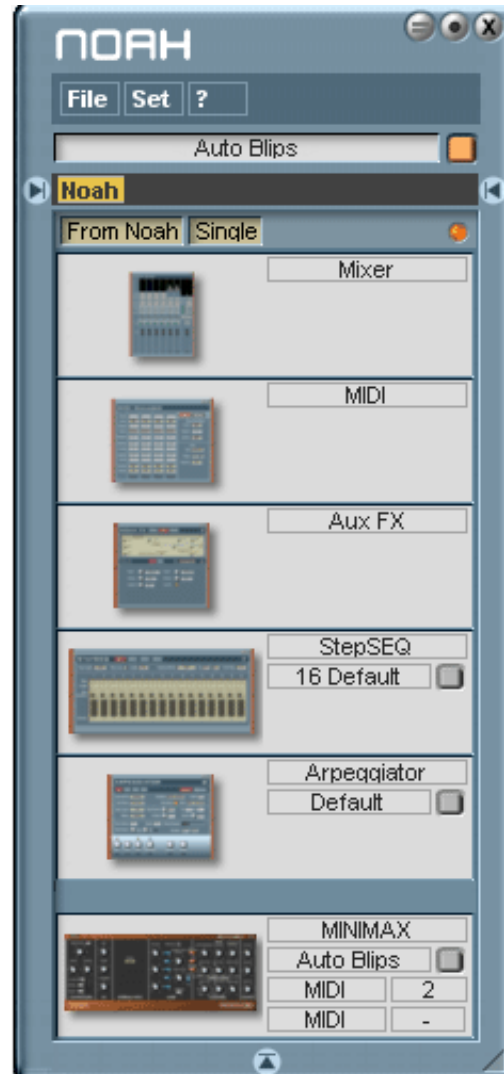 NOAH
File Set ?
Auto Blips
Noah
From Noah Single
Mixer
MIDI
Aux FX
StepSEQ
16 Default
Arpeggiator
Default
MINIMAX
Auto Blips
MIDI 2
MIDI -